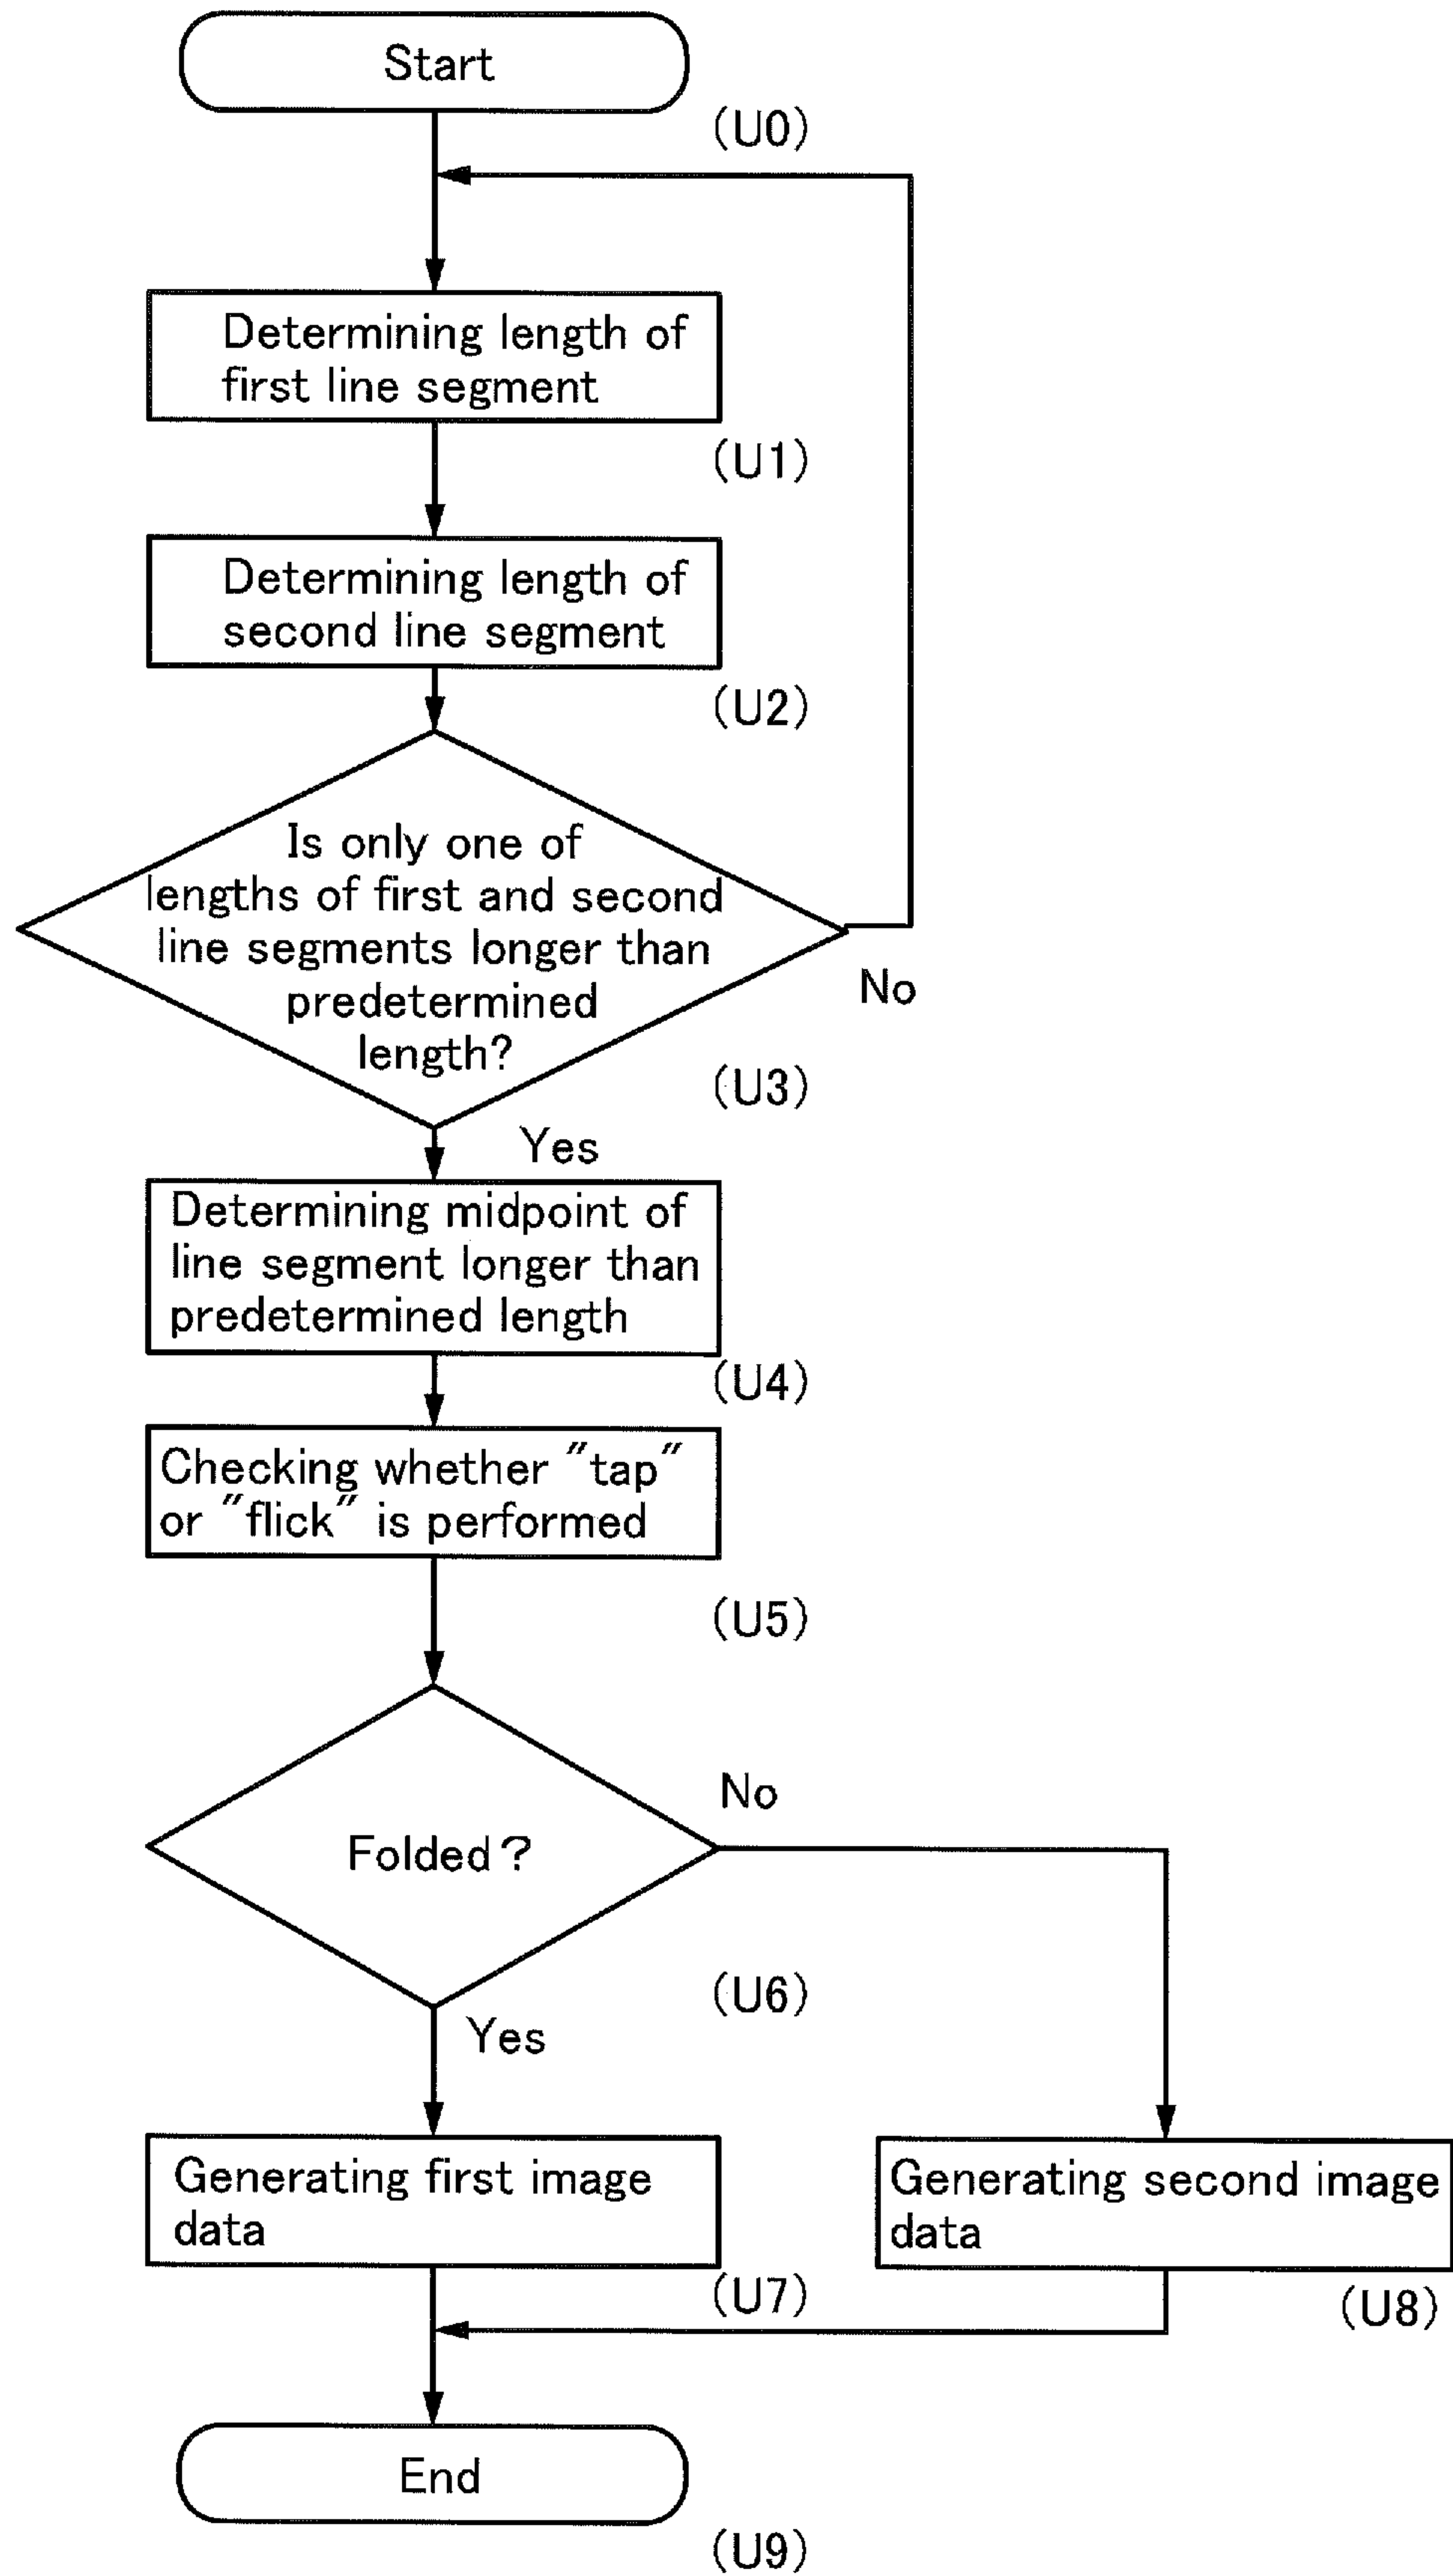 Start
(U0)
Determining length of
first line segment
(U1)
Determining length of
second line segment
(U2)
Is only one of
lengths of first and second
line segments longer than
predetermined
length?
No
(U3)
Yes
Determining midpoint of
line segment longer than
predetermined length
(U4)
Checking whether "tap"
or "flick" is performed
(U5)
No
Folded?
(U6)
Yes
Generating first image
data
(U7)
Generating second image
data
(U8)
End
(U9)